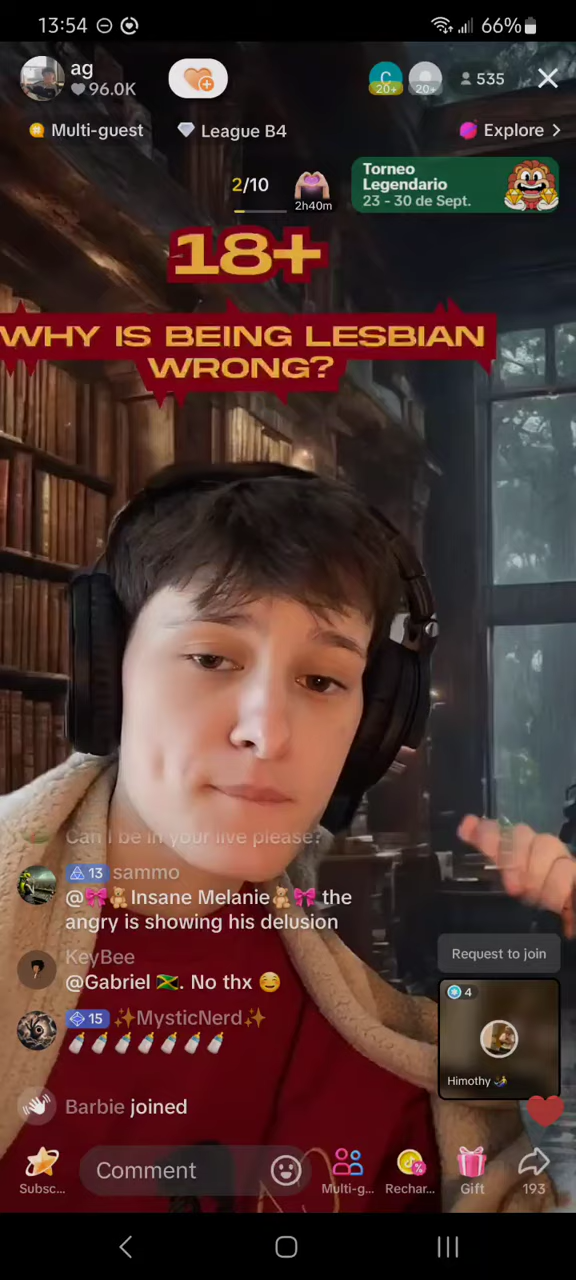 13:54
66%
ag
96.0K
C
20+
20+
535
Multi-guest
League B4
Explore
2/10
2h40m
Torneo
Legendario
23 - 30 de Sept.
18+
WHY IS BEING LESBIAN
WRONG?
Can I be in your live please?
13 sammo
@🎀🧸Insane Melanie🧸🎀 the
angry is showing his delusion
KeyBee
@Gabriel 🇯🇲. No thx ☺️
15 ✨MysticNerd✨
🍼🍼🍼🍼🍼🍼🍼
Barbie joined
Request to join
4
Himothy
Subsc...
Comment
Multi-g...
Rechar...
Gift
193